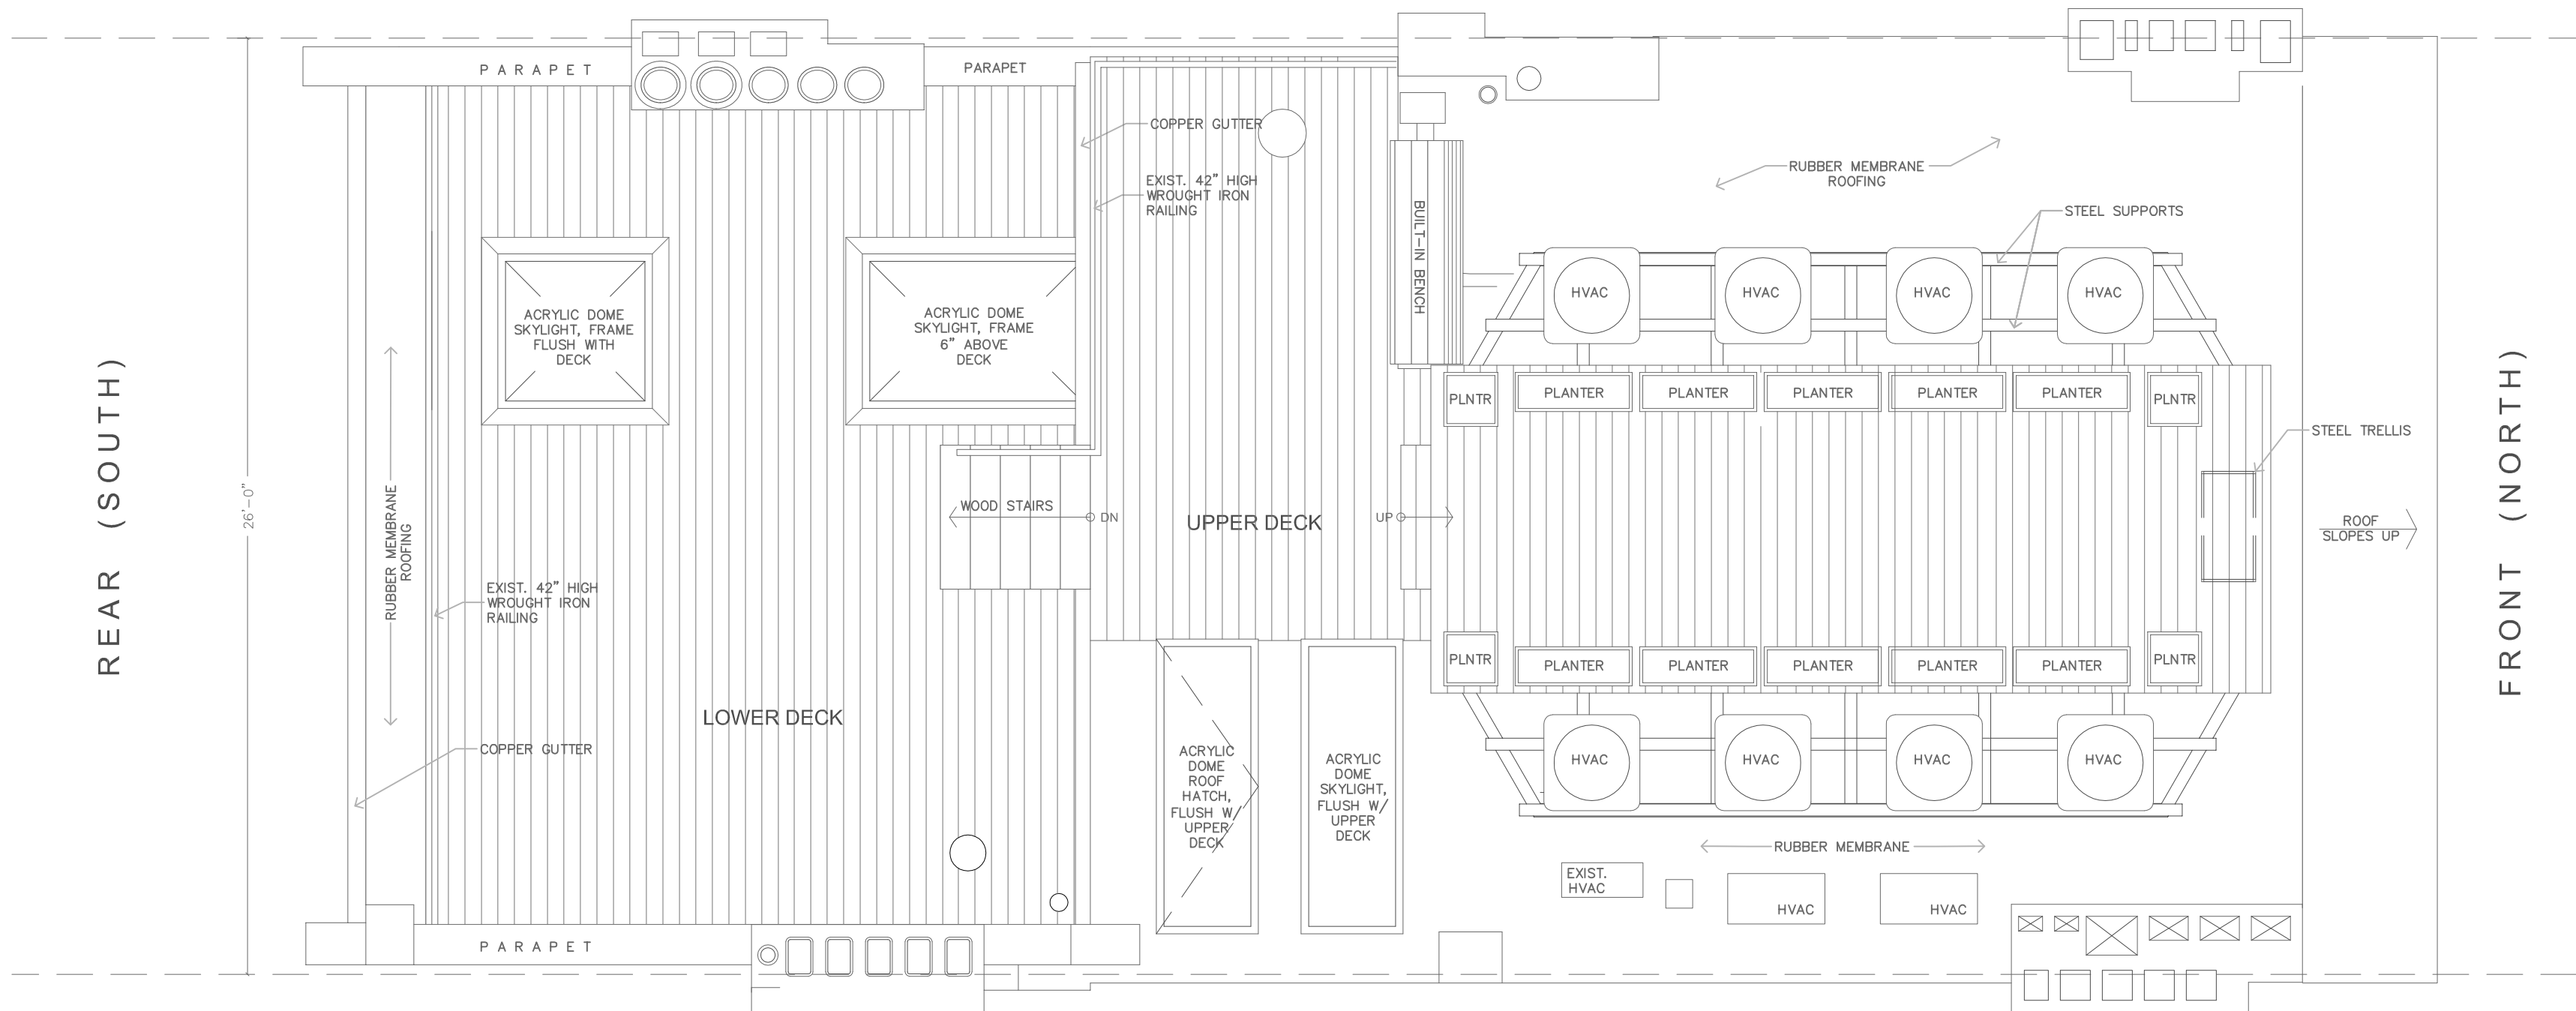 PARAPET
PARAPET
COPPER GUTTER
EXIST. 42” HIGH
WROUGHT IRON
RAILING
BUILT-IN BENCH
RUBBER MEMBRANE
ROOFING
STEEL SUPPORTS
HVAC
HVAC
HVAC
HVAC
ACRYLIC DOME
SKYLIGHT, FRAME
FLUSH WITH
DECK
ACRYLIC DOME
SKYLIGHT, FRAME
6” ABOVE
DECK
PLNTR
PLANTER
PLANTER
PLANTER
PLANTER
PLANTER
PLNTR
STEEL TRELLIS
REAR (SOUTH)
26'-0"
RUBBER MEMBRANE
ROOFING
WOOD STAIRS
DN
UPPER DECK
UP
ROOF
SLOPES UP
FRONT (NORTH)
EXIST. 42” HIGH
WROUGHT IRON
RAILING
PLNTR
PLANTER
PLANTER
PLANTER
PLANTER
PLANTER
PLNTR
LOWER DECK
COPPER GUTTER
ACRYLIC
DOME
ROOF
HATCH,
FLUSH W/
UPPER
DECK
ACRYLIC
DOME
SKYLIGHT,
FLUSH W/
UPPER
DECK
HVAC
HVAC
HVAC
HVAC
RUBBER MEMBRANE
EXIST.
HVAC
HVAC
HVAC
PARAPET